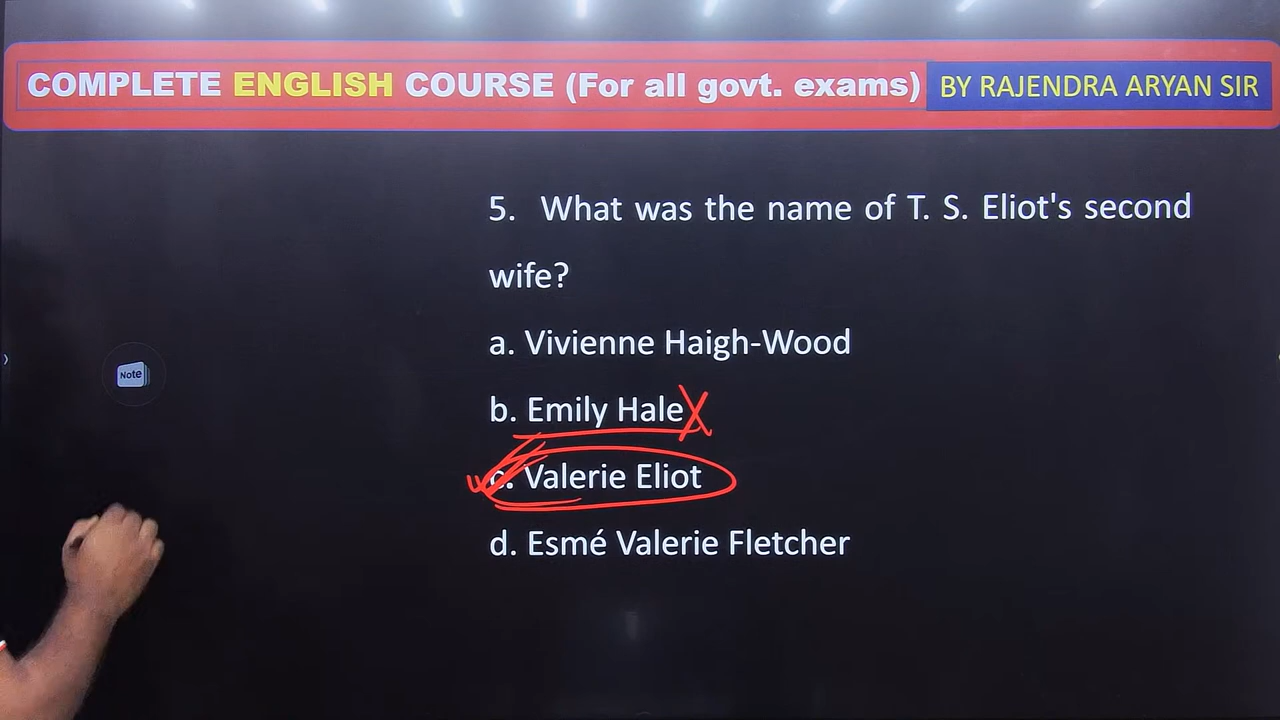 COMPLETE ENGLISH COURSE (For all govt. exams) BY RAJENDRA ARYAN SIR
5. What was the name of T. S. Eliot's second
wife?
a. Vivienne Haigh-Wood
Note
b. Emily Hale
c. Valerie Eliot
d. Esmé Valerie Fletcher